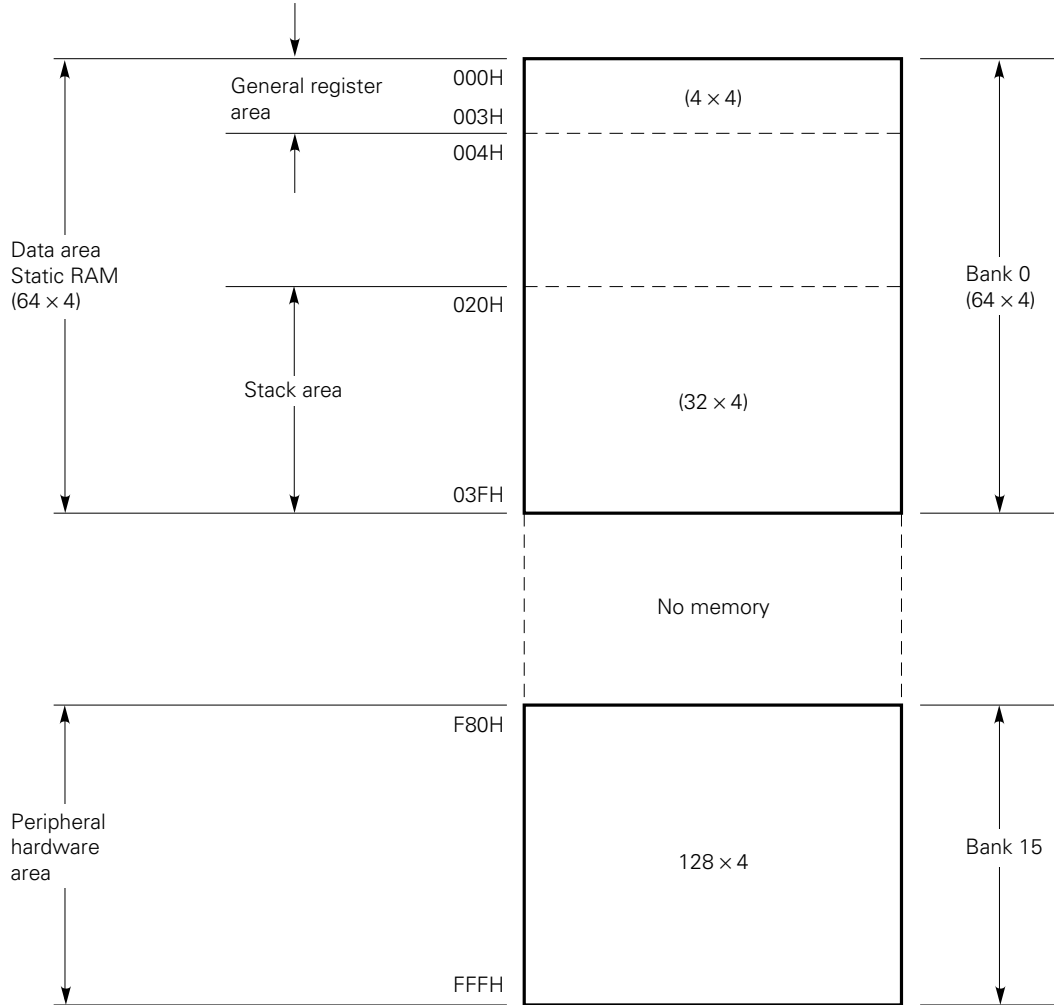 General register
area
000H
003H
(4 × 4)
004H
Data area
Static RAM
(64 × 4)
Bank 0
(64 × 4)
020H
Stack area
(32 × 4)
03FH
No memory
F80H
Peripheral
hardware
area
128 × 4
Bank 15
FFFH